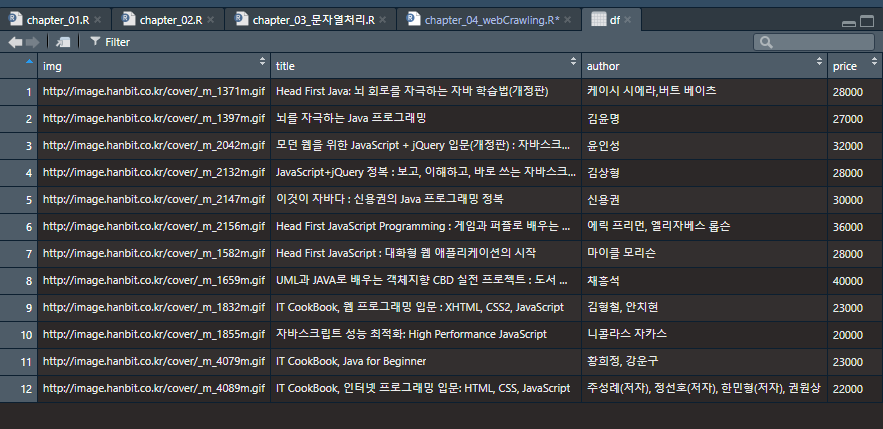 chapter_01.R × chapter_02.R × chapter_03_문자열처리.R × chapter_04_webCrawling.R* × df ×
Filter
img title author price
1 http://image.hanbit.co.kr/cover/_m_1371m.gif Head First Java: 뇌 회로를 자극하는 자바 학습법(개정판) 케이시 시에라,버트 베이츠 28000
2 http://image.hanbit.co.kr/cover/_m_1397m.gif 뇌를 자극하는 Java 프로그래밍 김윤명 27000
3 http://image.hanbit.co.kr/cover/_m_2042m.gif 모던 웹을 위한 JavaScript + jQuery 입문(개정판) : 자바스크... 윤인성 32000
4 http://image.hanbit.co.kr/cover/_m_2132m.gif JavaScript+jQuery 정복 : 보고, 이해하고, 바로 쓰는 자바스크... 김상형 28000
5 http://image.hanbit.co.kr/cover/_m_2147m.gif 이것이 자바다 : 신용권의 Java 프로그래밍 정복 신용권 30000
6 http://image.hanbit.co.kr/cover/_m_2156m.gif Head First JavaScript Programming : 게임과 퍼플로 배우는 ... 에릭 프리먼, 엘리자베스 롭슨 36000
7 http://image.hanbit.co.kr/cover/_m_1582m.gif Head First JavaScript : 대화형 웹 애플리케이션의 시작 마이클 모리슨 28000
8 http://image.hanbit.co.kr/cover/_m_1659m.gif UML과 JAVA로 배우는 객체지향 CBD 실전 프로젝트 : 도서 ... 채흥석 40000
9 http://image.hanbit.co.kr/cover/_m_1832m.gif IT CookBook, 웹 프로그래밍 입문 : XHTML, CSS2, JavaScript 김형철, 안치현 23000
10 http://image.hanbit.co.kr/cover/_m_1855m.gif 자바스크립트 성능 최적화: High Performance JavaScript 니콜라스 자카스 20000
11 http://image.hanbit.co.kr/cover/_m_4079m.gif IT CookBook, Java for Beginner 황희정, 강운구 23000
12 http://image.hanbit.co.kr/cover/_m_4089m.gif IT CookBook, 인터넷 프로그래밍 입문: HTML, CSS, JavaScript 주성례(저자), 정선호(저자), 한민형(저자), 권원상 22000